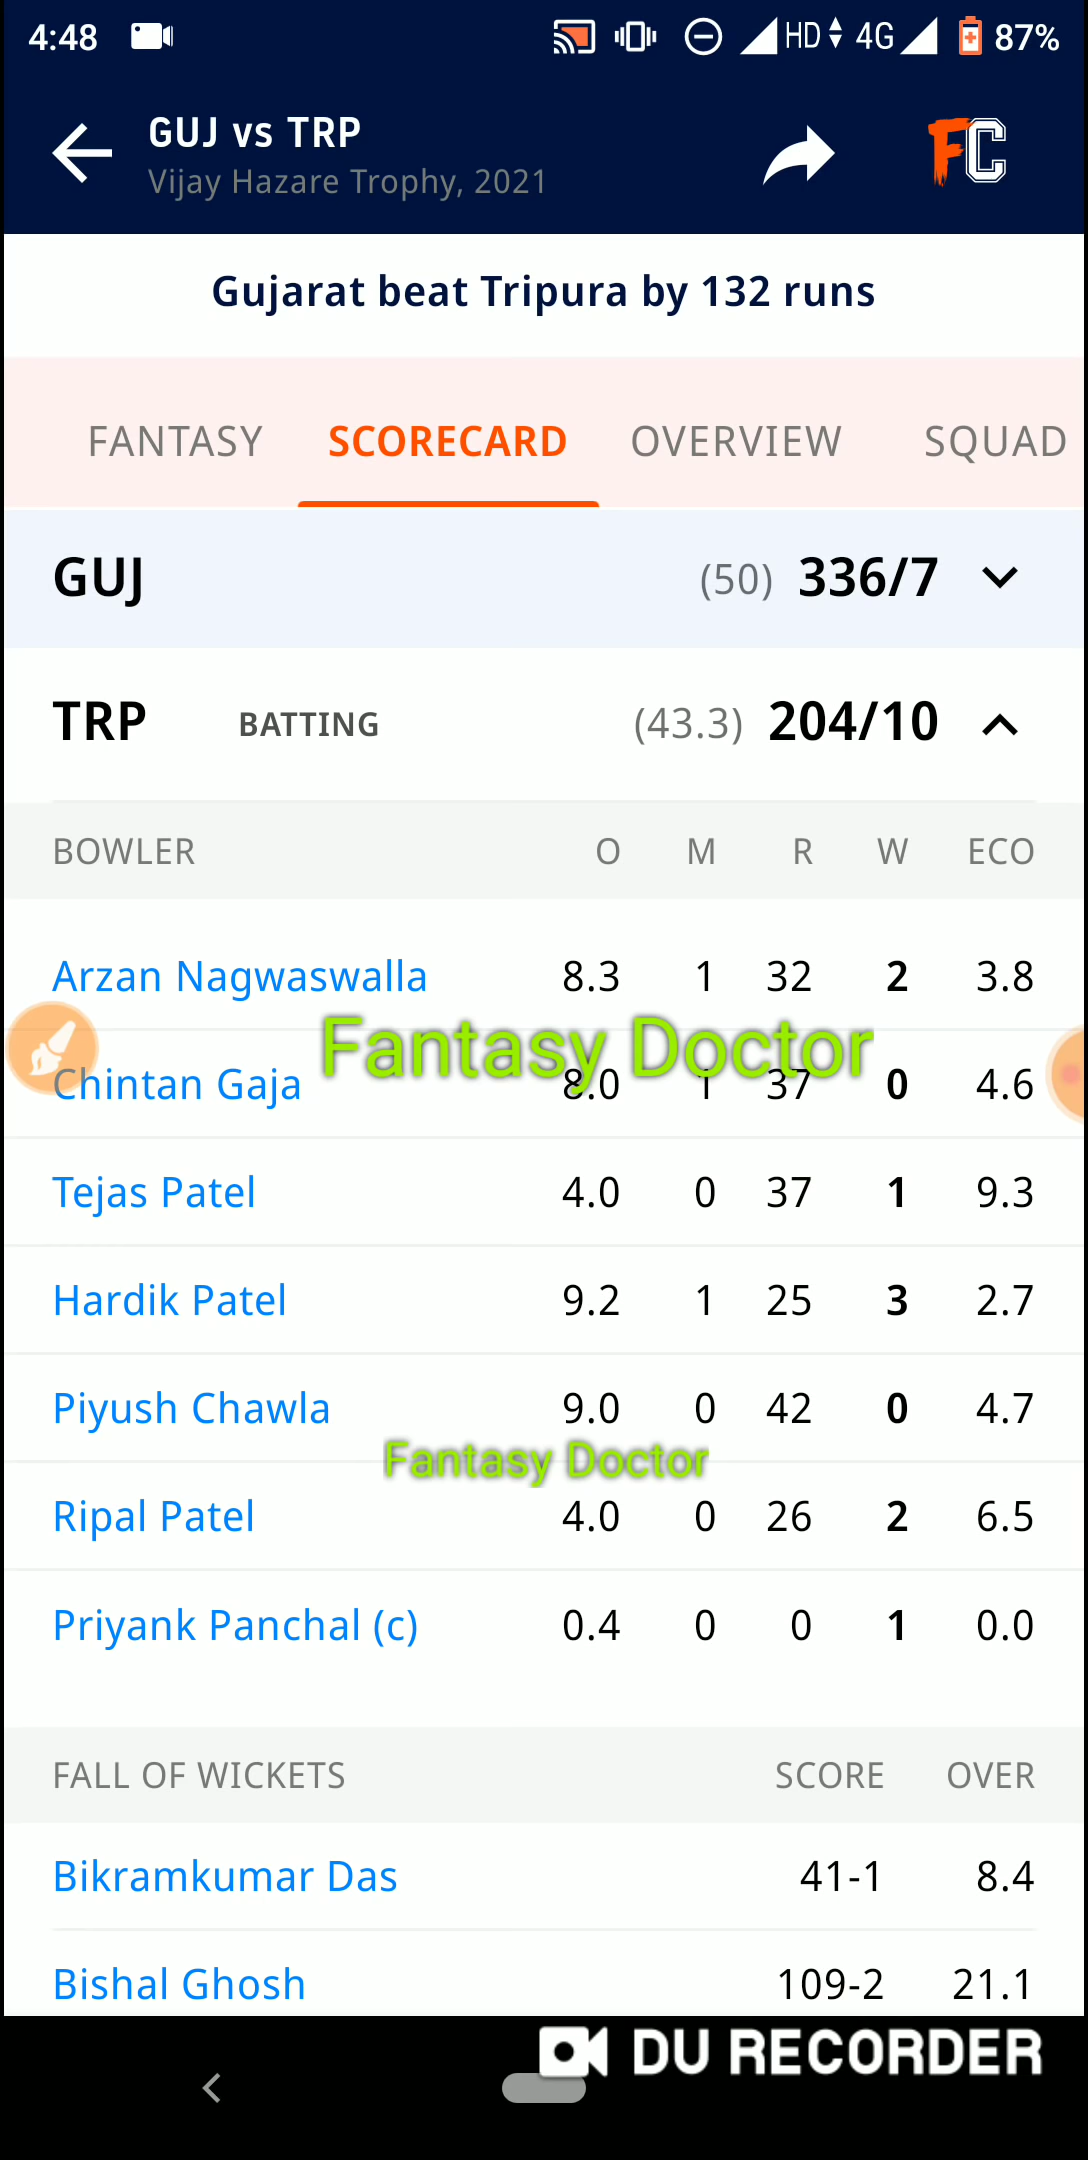 4:48 HD 4G 87%
GUJ vs TRP
Vijay Hazare Trophy, 2021
FC
Gujarat beat Tripura by 132 runs
FANTASY SCORECARD OVERVIEW SQUAD
GUJ (50) 336/7
TRP BATTING (43.3) 204/10
BOWLER O M R W ECO
Arzan Nagwaswalla 8.3 1 32 2 3.8
Fantasy Doctor
Chintan Gaja 8.0 1 37 0 4.6
Tejas Patel 4.0 0 37 1 9.3
Hardik Patel 9.2 1 25 3 2.7
Piyush Chawla 9.0 0 42 0 4.7
Fantasy Doctor
Ripal Patel 4.0 0 26 2 6.5
Priyank Panchal (c) 0.4 0 0 1 0.0
FALL OF WICKETS SCORE OVER
Bikramkumar Das 41-1 8.4
Bishal Ghosh 109-2 21.1
DU RECORDER